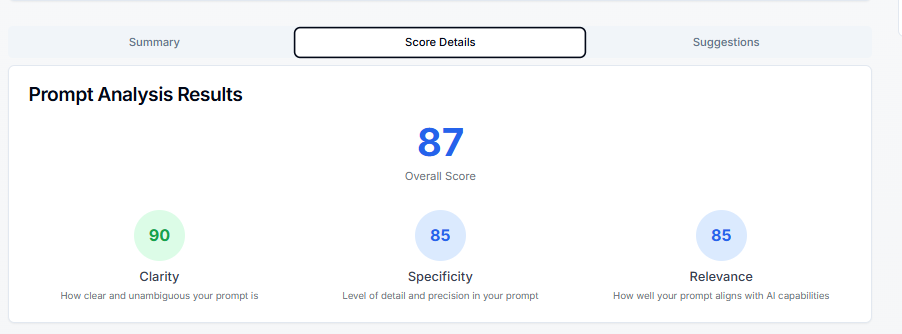 Summary
Score Details
Suggestions
Prompt Analysis Results
87
Overall Score
90
85
85
Clarity
Specificity
Relevance
How clear and unambiguous your prompt is
Level of detail and precision in your prompt
How well your prompt aligns with AI capabilities